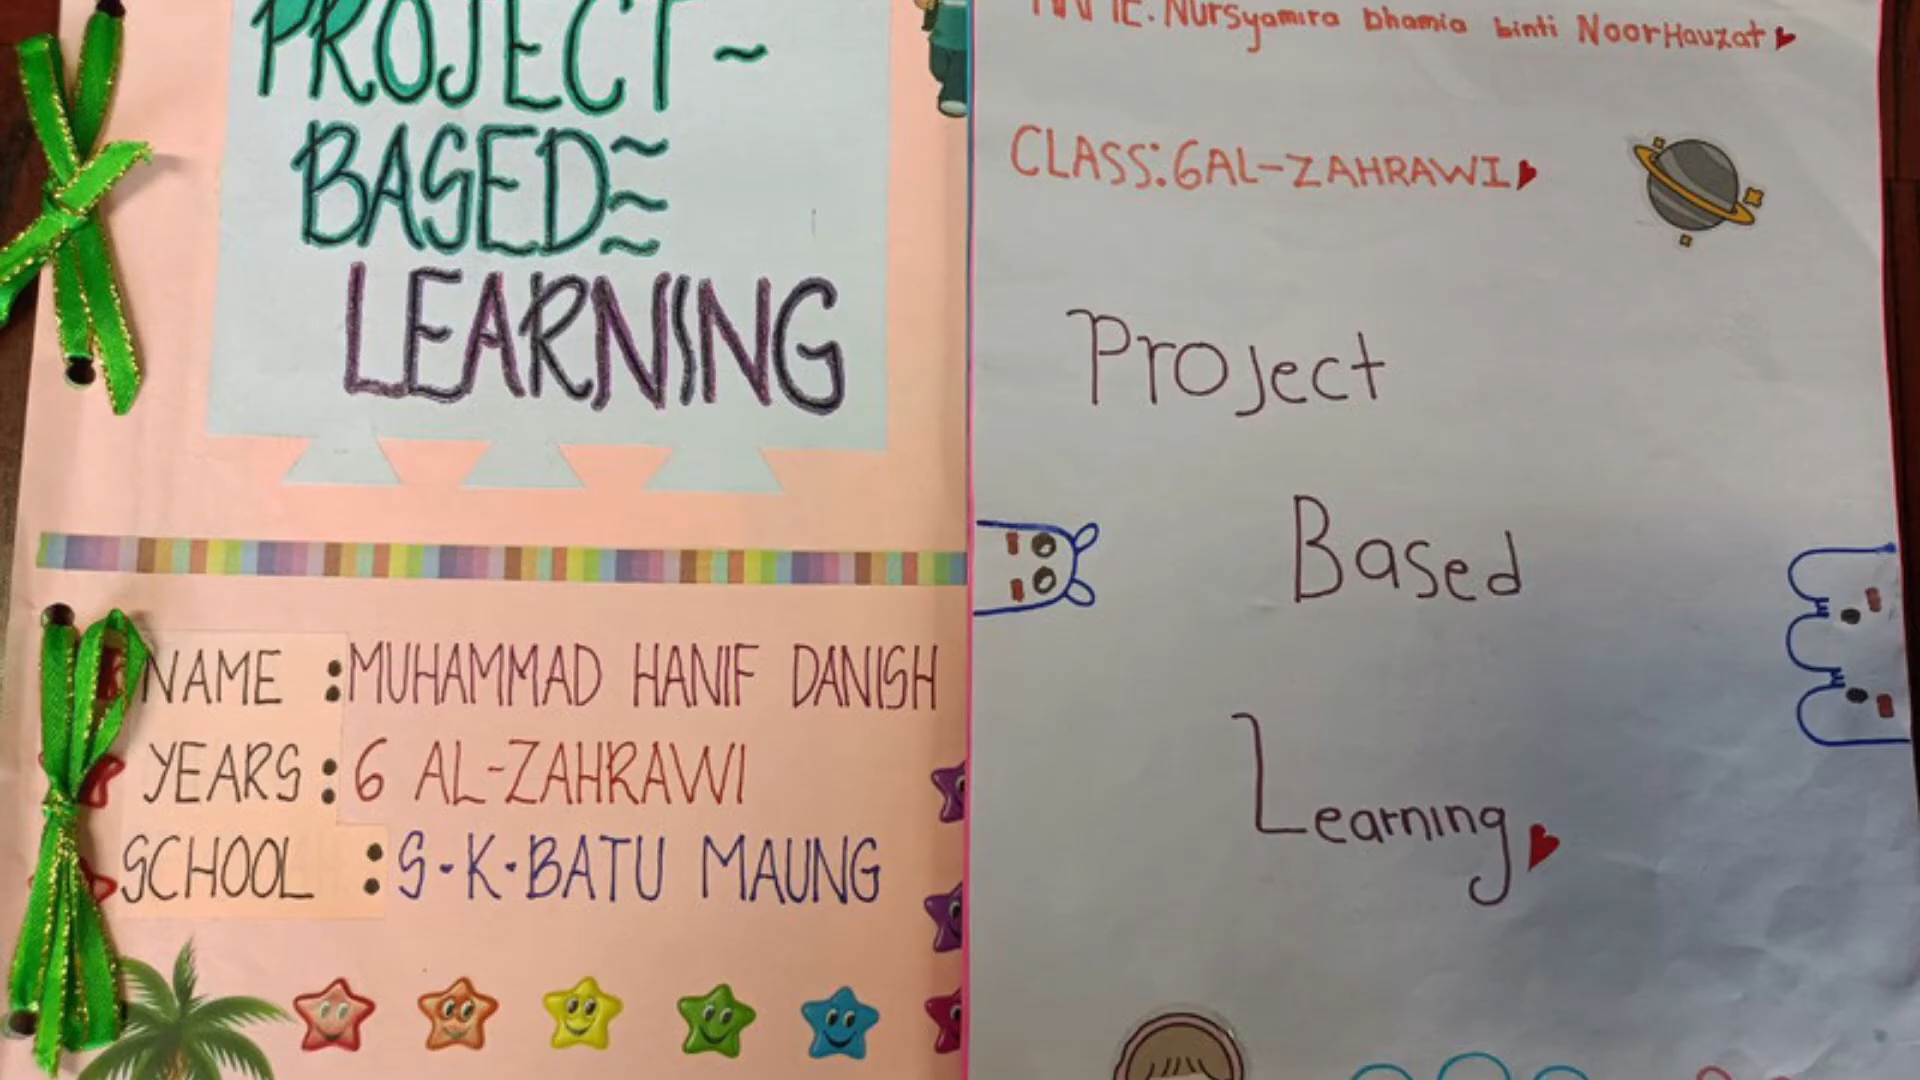 PROJECT~
BASED
LEARNING
NAME : MUHAMMAD HANIF DANISH
YEARS : 6 AL-ZAHRAWI
SCHOOL : S.K.BATU MAUNG
NAME: Nursyamira Dhamia binti NoorHauzat
CLASS: 6AL-ZAHRAWI
Project
Based
Learning